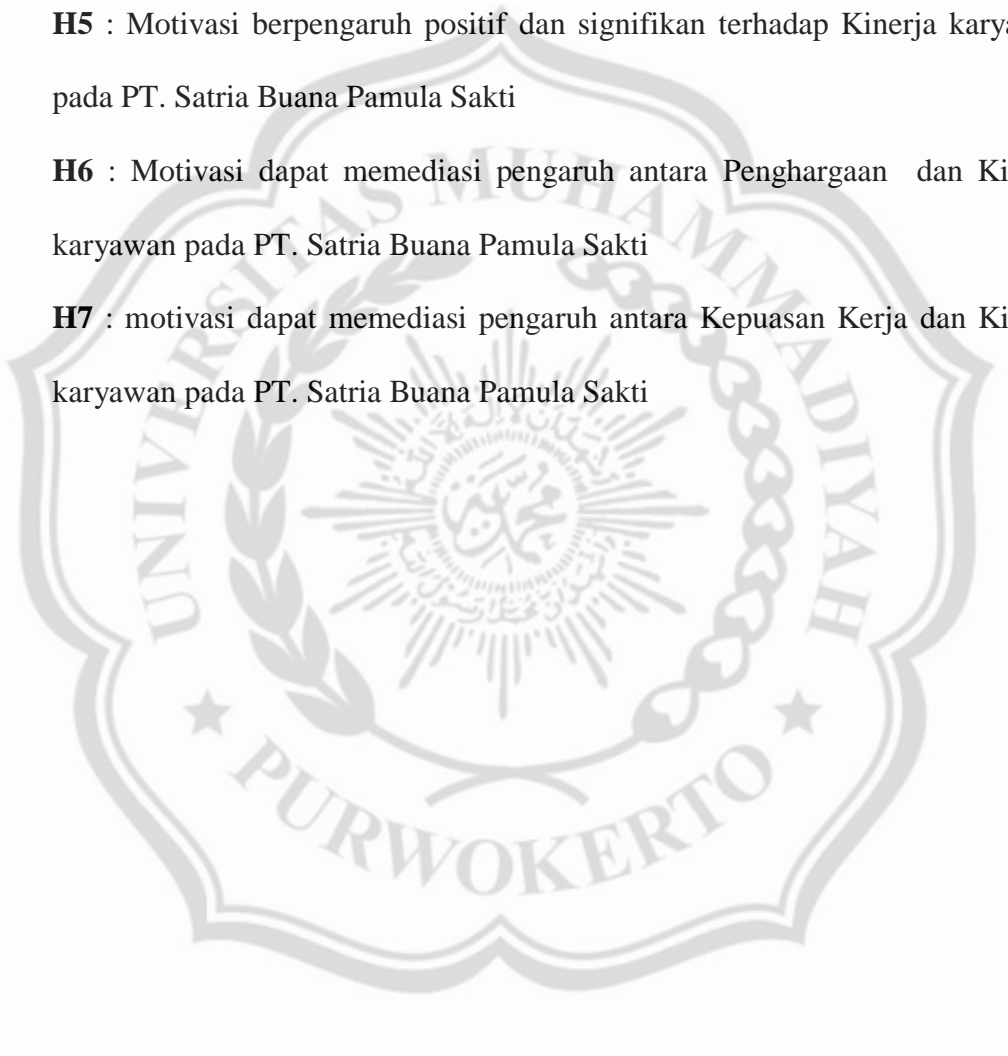 H5 : Motivasi berpengaruh positif dan signifikan terhadap Kinerja karya
pada PT. Satria Buana Pamula Sakti
H6 : Motivasi dapat memediasi pengaruh antara Penghargaan dan Ki
karyawan pada PT. Satria Buana Pamula Sakti
H7 : motivasi dapat memediasi pengaruh antara Kepuasan Kerja dan Ki
karyawan pada PT. Satria Buana Pamula Sakti
UNIVERSITAS MUHAMMADIYAH
PURWOKERTO